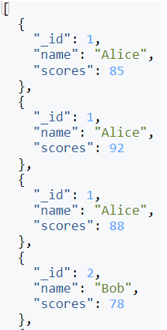 [
  {
    "_id": 1,
    "name": "Alice",
    "scores": 85
  },
  {
    "_id": 1,
    "name": "Alice",
    "scores": 92
  },
  {
    "_id": 1,
    "name": "Alice",
    "scores": 88
  },
  {
    "_id": 2,
    "name": "Bob",
    "scores": 78
  },